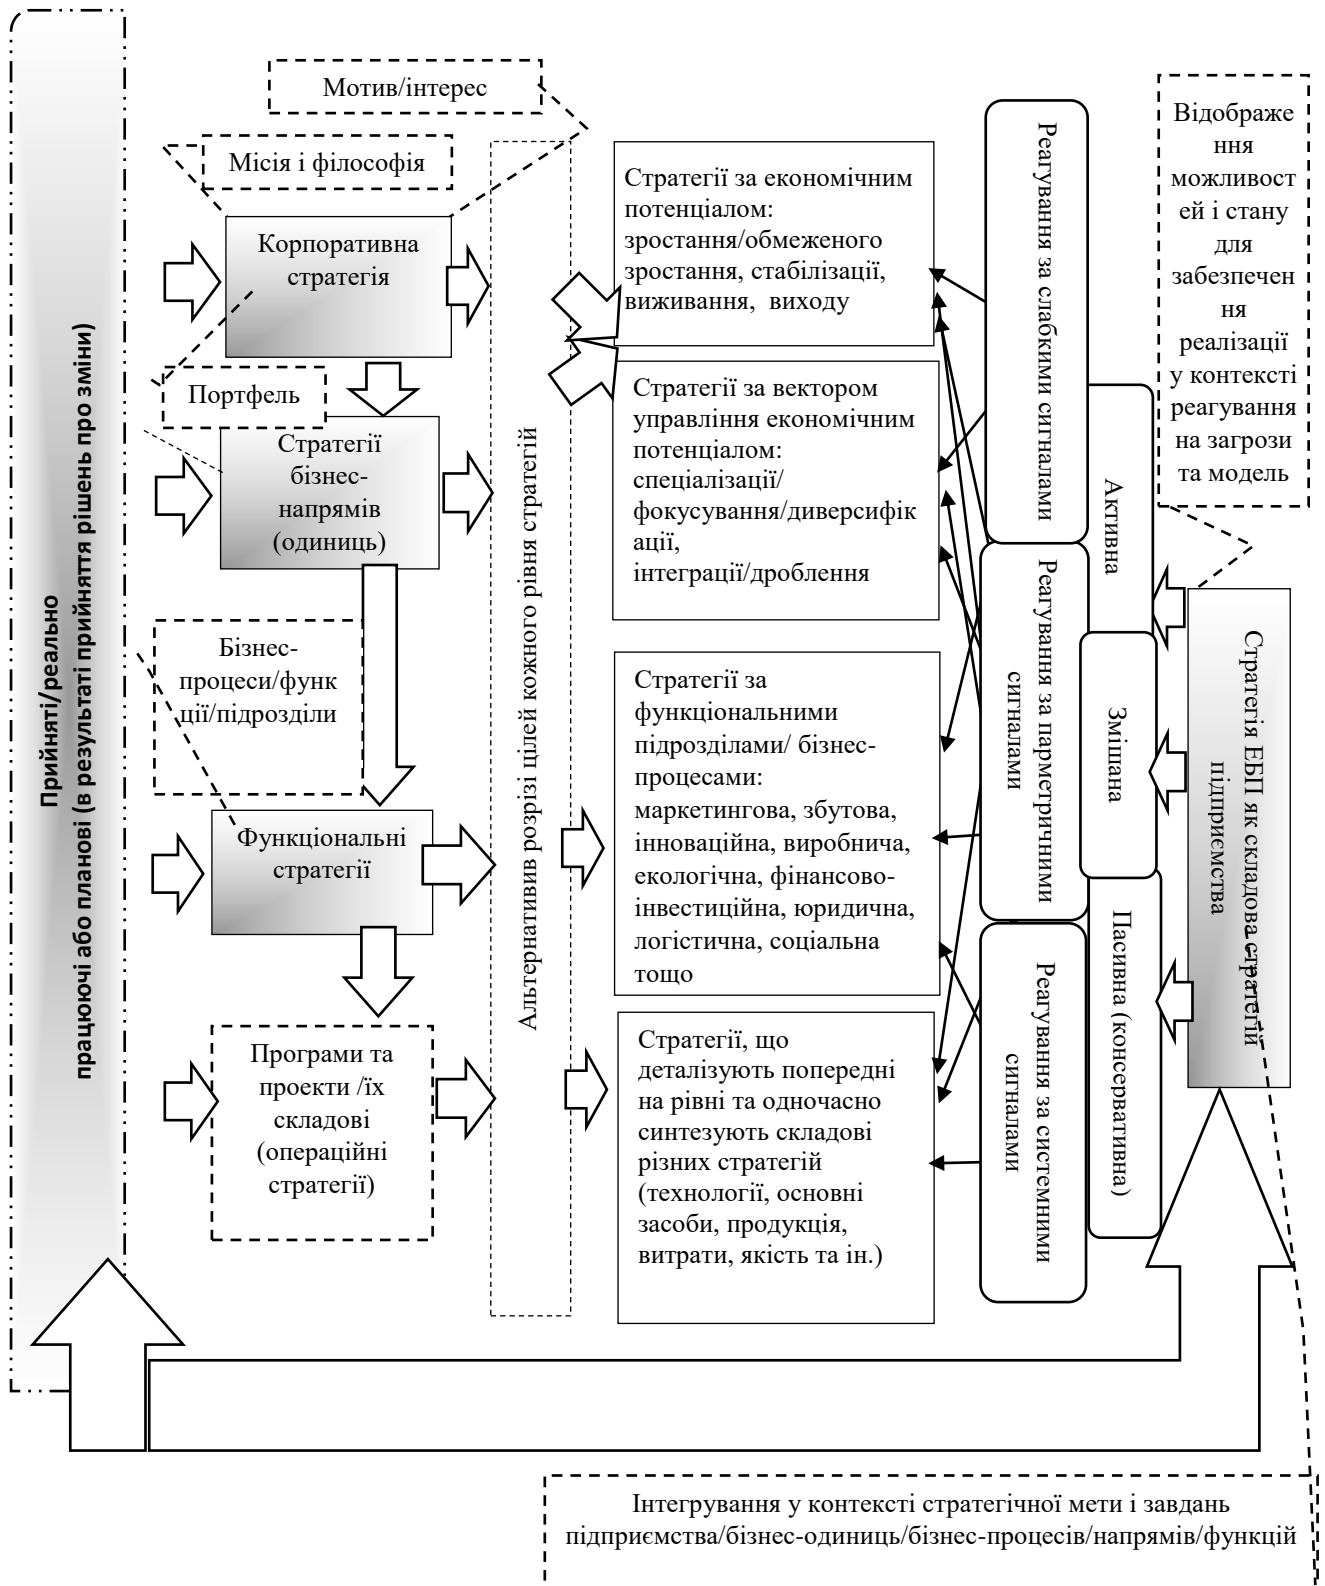 Мотив/інтерес
Місія і філософія
Корпоративна
стратегія
Портфель
Стратегії
бізнес-
напрямів
(одиниць)
Бізнес-
процеси/функ
ції/підрозділи
Функціональні
стратегії
Програми та
проекти /їх
складові
(операційні
стратегії)
Прийняті/реально
працюючі або планові (в результаті прийняття рішень про зміни)
Альтернативив розрізі цілей кожного рівня стратегій
Стратегії за економічним
потенціалом:
зростання/обмеженого
зростання, стабілізації,
виживання, виходу
Стратегії за вектором
управління економічним
потенціалом:
спеціалізації/
фокусування/диверсифік
ації,
інтеграції/дроблення
Стратегії за
функціональними
підрозділами/ бізнес-
процесами:
маркетингова, збутова,
інноваційна, виробнича,
екологічна, фінансово-
інвестиційна, юридична,
логістична, соціальна
тощо
Стратегії, що
деталізують попередні
на рівні та одночасно
синтезують складові
різних стратегій
(технології, основні
засоби, продукція,
витрати, якість та ін.)
Реагування за слабкими сигналами
Реагування за парметричними
сигналами
Реагування за системними
сигналами
Активна
Змішана
Пасивна (консервативна)
Відображе
ння
можливост
ей і стану
для
забезпечен
ня
реалізації
у контексті
реагування
на загрози
та модель
Стратегія ЕБП як складова стратегій
підприємства
Інтегрування у контексті стратегічної мети і завдань
підприємства/бізнес-одиниць/бізнес-процесів/напрямів/функцій